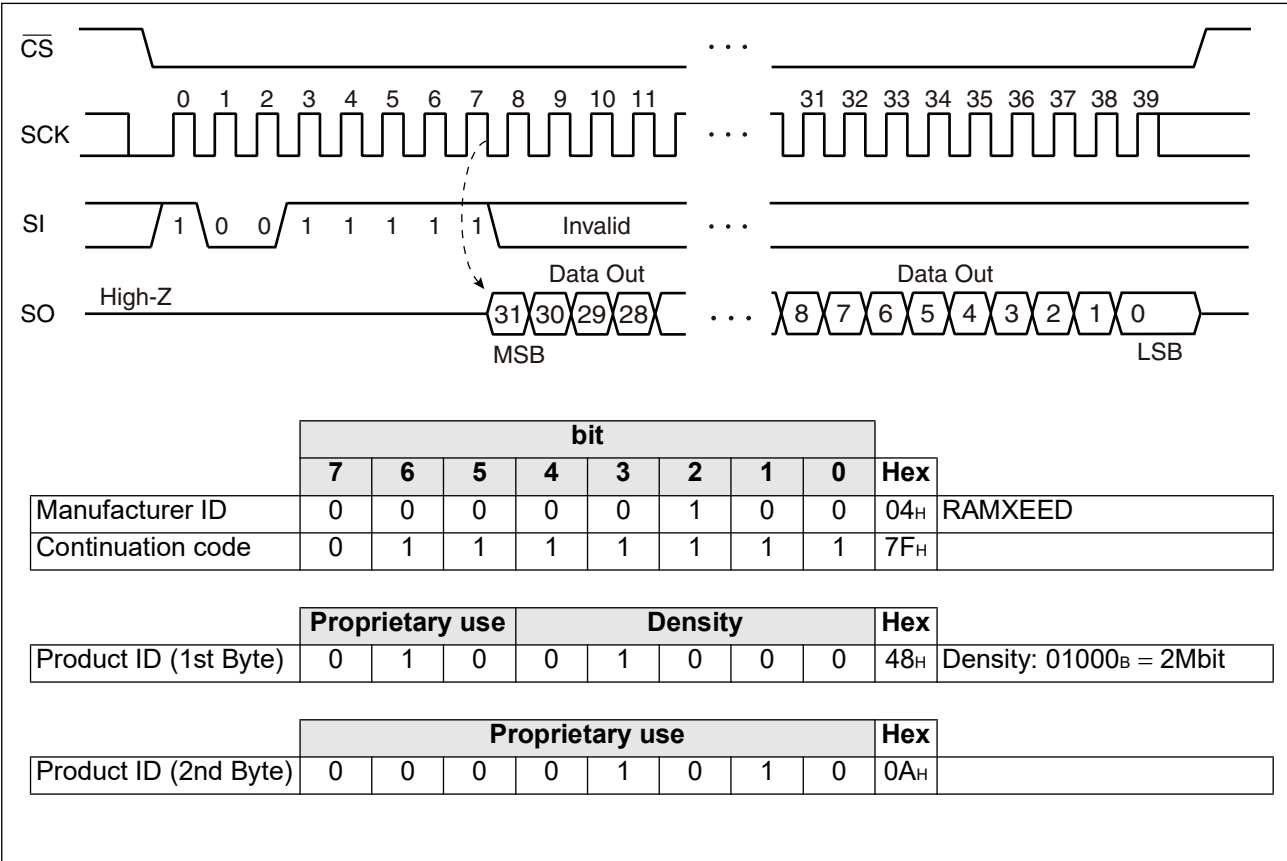 CS
• • •
0 1 2 3 4 5 6 7 8 9 10 11 31 32 33 34 35 36 37 38 39
SCK • • •
SI 1 0 0 1 1 1 1 1 Invalid • • •
Data Out Data Out
High-Z
SO 31 30 29 28 • • • 8 7 6 5 4 3 2 1 0
MSB LSB
bit
7 6 5 4 3 2 1 0 Hex
Manufacturer ID 0 0 0 0 0 1 0 0 04H RAMXEED
Continuation code 0 1 1 1 1 1 1 1 7FH
Proprietary use Density Hex
Product ID (1st Byte) 0 1 0 0 1 0 0 0 48H Density: 01000B = 2Mbit
Proprietary use Hex
Product ID (2nd Byte) 0 0 0 0 1 0 1 0 0AH